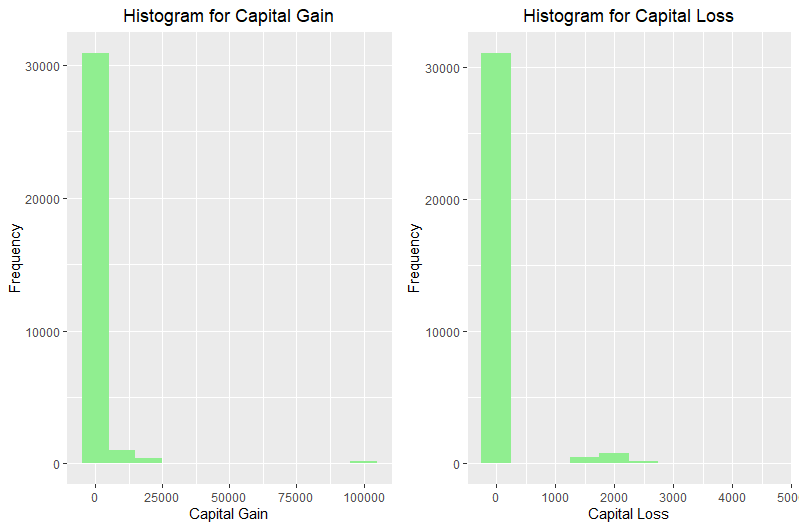 Histogram for Capital Gain
Frequency
30000
20000
10000
0
0 25000 50000 75000 100000
Capital Gain
Histogram for Capital Loss
Frequency
30000
20000
10000
0
0 1000 2000 3000 4000 500
Capital Loss